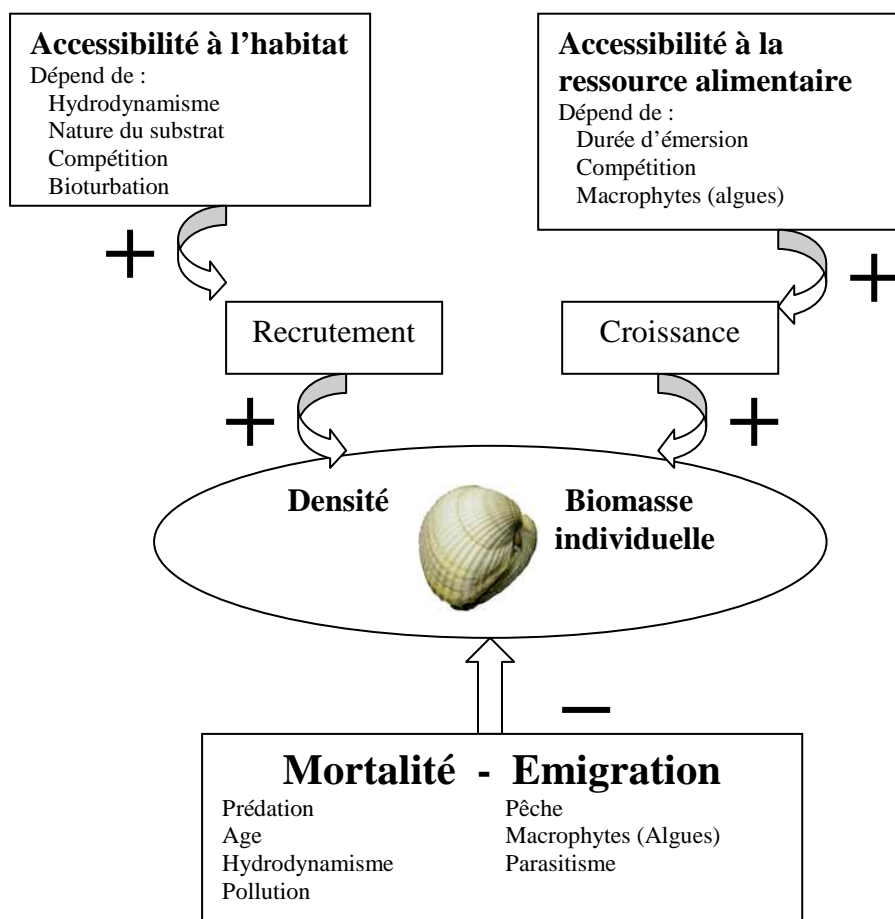 Accessibilité à l’habitat
Dépend de :
Hydrodynamisme
Nature du substrat
Compétition
Bioturbation
Accessibilité à la
ressource alimentaire
Dépend de :
Durée d’émersion
Compétition
Macrophytes (algues)
+
+
Recrutement
Croissance
+
+
Densité
Biomasse
individuelle
–
Mortalité - Emigration
Prédation
Age
Hydrodynamisme
Pollution
Pêche
Macrophytes (Algues)
Parasitisme